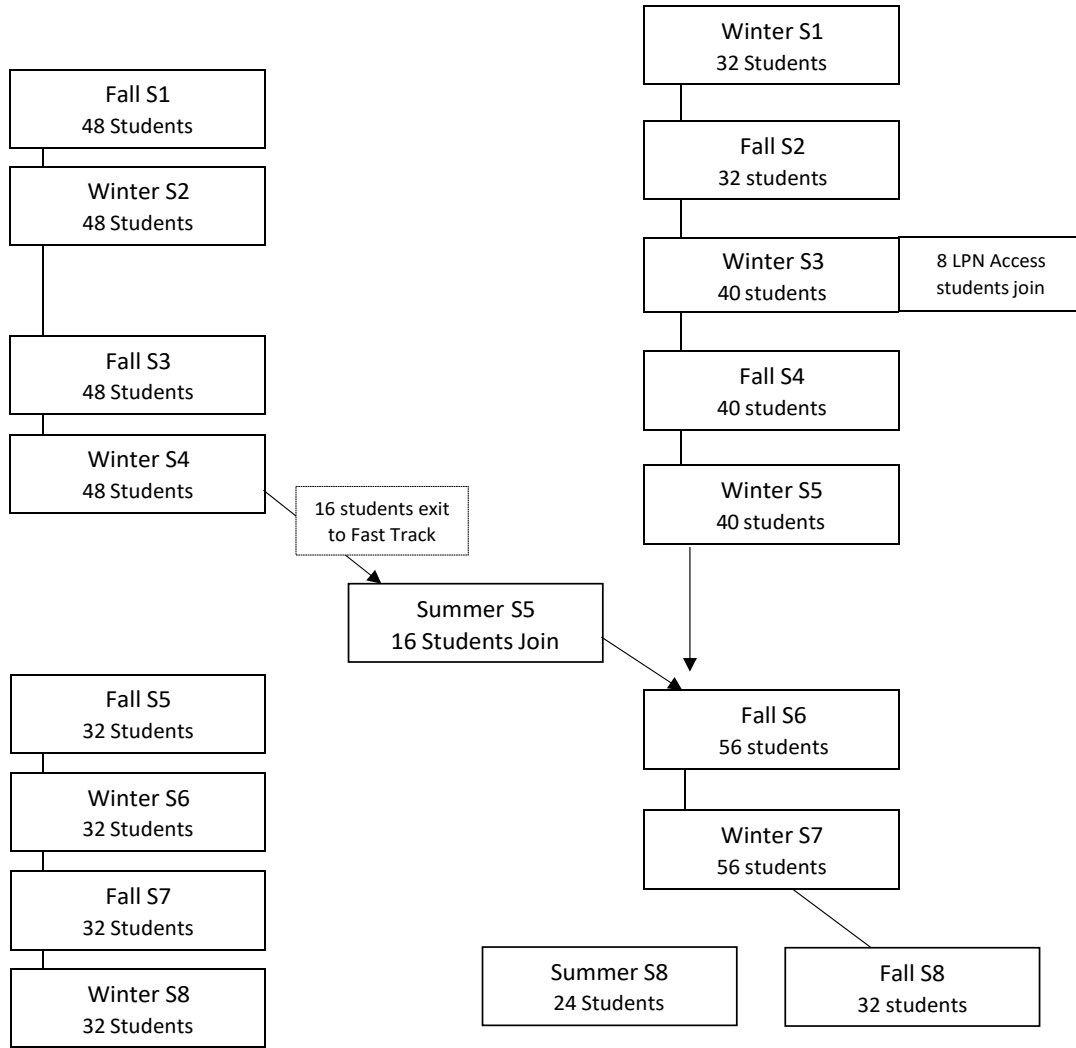 Winter S1
32 Students
Fall S1
48 Students
Fall S2
32 students
Winter S2
48 Students
Winter S3
40 students
8 LPN Access
students join
Fall S3
48 Students
Fall S4
40 students
Winter S4
48 Students
Winter S5
40 students
16 students exit
to Fast Track
Summer S5
16 Students Join
Fall S5
32 Students
Fall S6
56 students
Winter S6
32 Students
Winter S7
56 students
Fall S7
32 Students
Summer S8
24 Students
Fall S8
32 students
Winter S8
32 Students